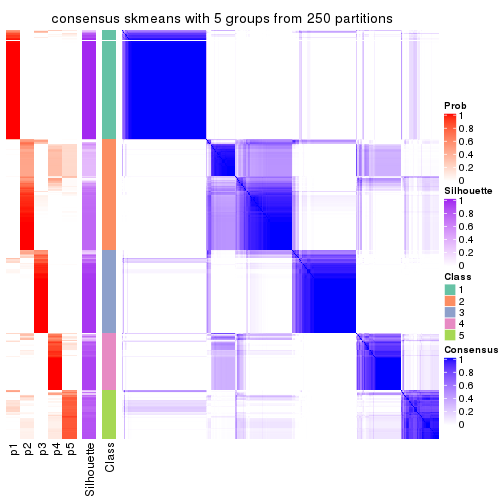 consensus skmeans with 5 groups from 250 partitions
Prob
1
0.8
0.6
0.4
0.2
0
Silhouette
1
0.8
0.6
0.4
0.2
0
Class
1
2
3
4
5
Consensus
1
0.8
0.6
0.4
0.2
0
p1
p2
p3
p4
p5
Silhouette
Class